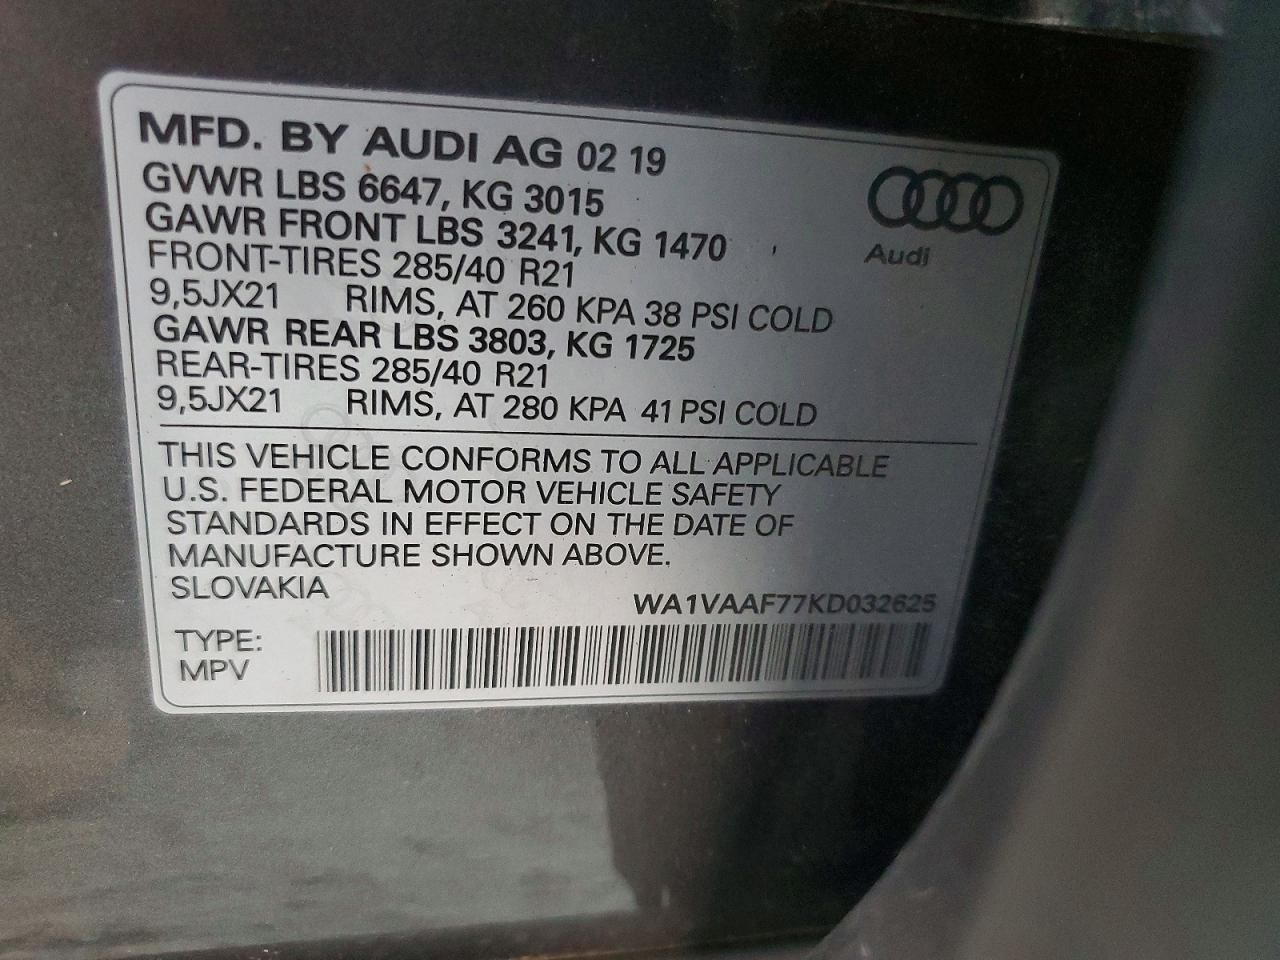 MFD. BY AUDI AG 02 19
GVWR LBS 6647, KG 3015
GAWR FRONT LBS 3241, KG 1470
FRONT-TIRES 285/40 R21
9,5JX21 RIMS, AT 260 KPA 38 PSI COLD
GAWR REAR LBS 3803, KG 1725
REAR-TIRES 285/40 R21
9,5JX21 RIMS, AT 280 KPA 41 PSI COLD
Audi
THIS VEHICLE CONFORMS TO ALL APPLICABLE
U.S. FEDERAL MOTOR VEHICLE SAFETY
STANDARDS IN EFFECT ON THE DATE OF
MANUFACTURE SHOWN ABOVE.
SLOVAKIA
WA1VAAF77KD032625
TYPE:
MPV